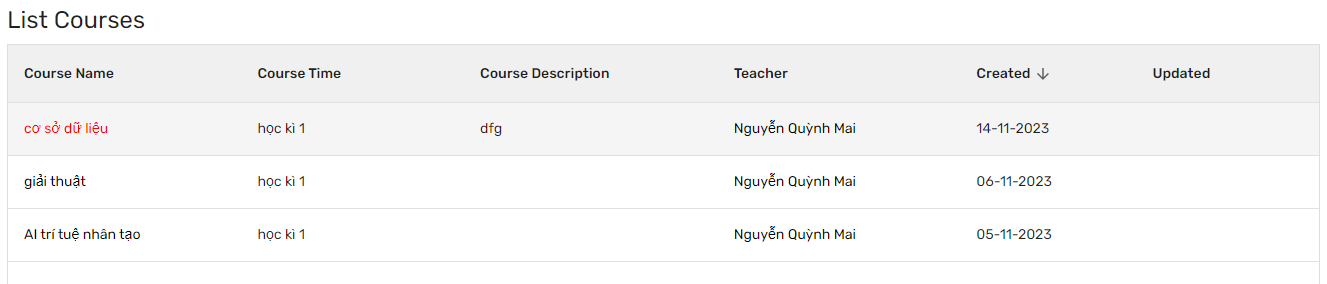 List Courses
Course Name Course Time Course Description Teacher Created Updated
cơ sở dữ liệu học kì 1 dfg Nguyễn Quỳnh Mai 14-11-2023
giải thuật học kì 1 Nguyễn Quỳnh Mai 06-11-2023
AI trí tuệ nhân tạo học kì 1 Nguyễn Quỳnh Mai 05-11-2023